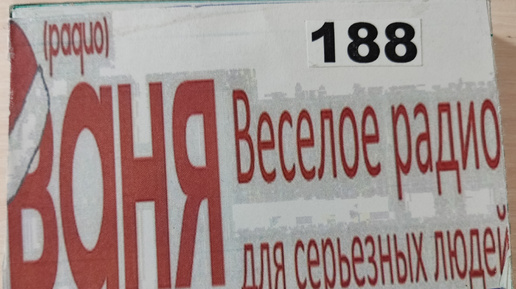 (радио)
188
ваня
Веселое радио
для серьезных людей